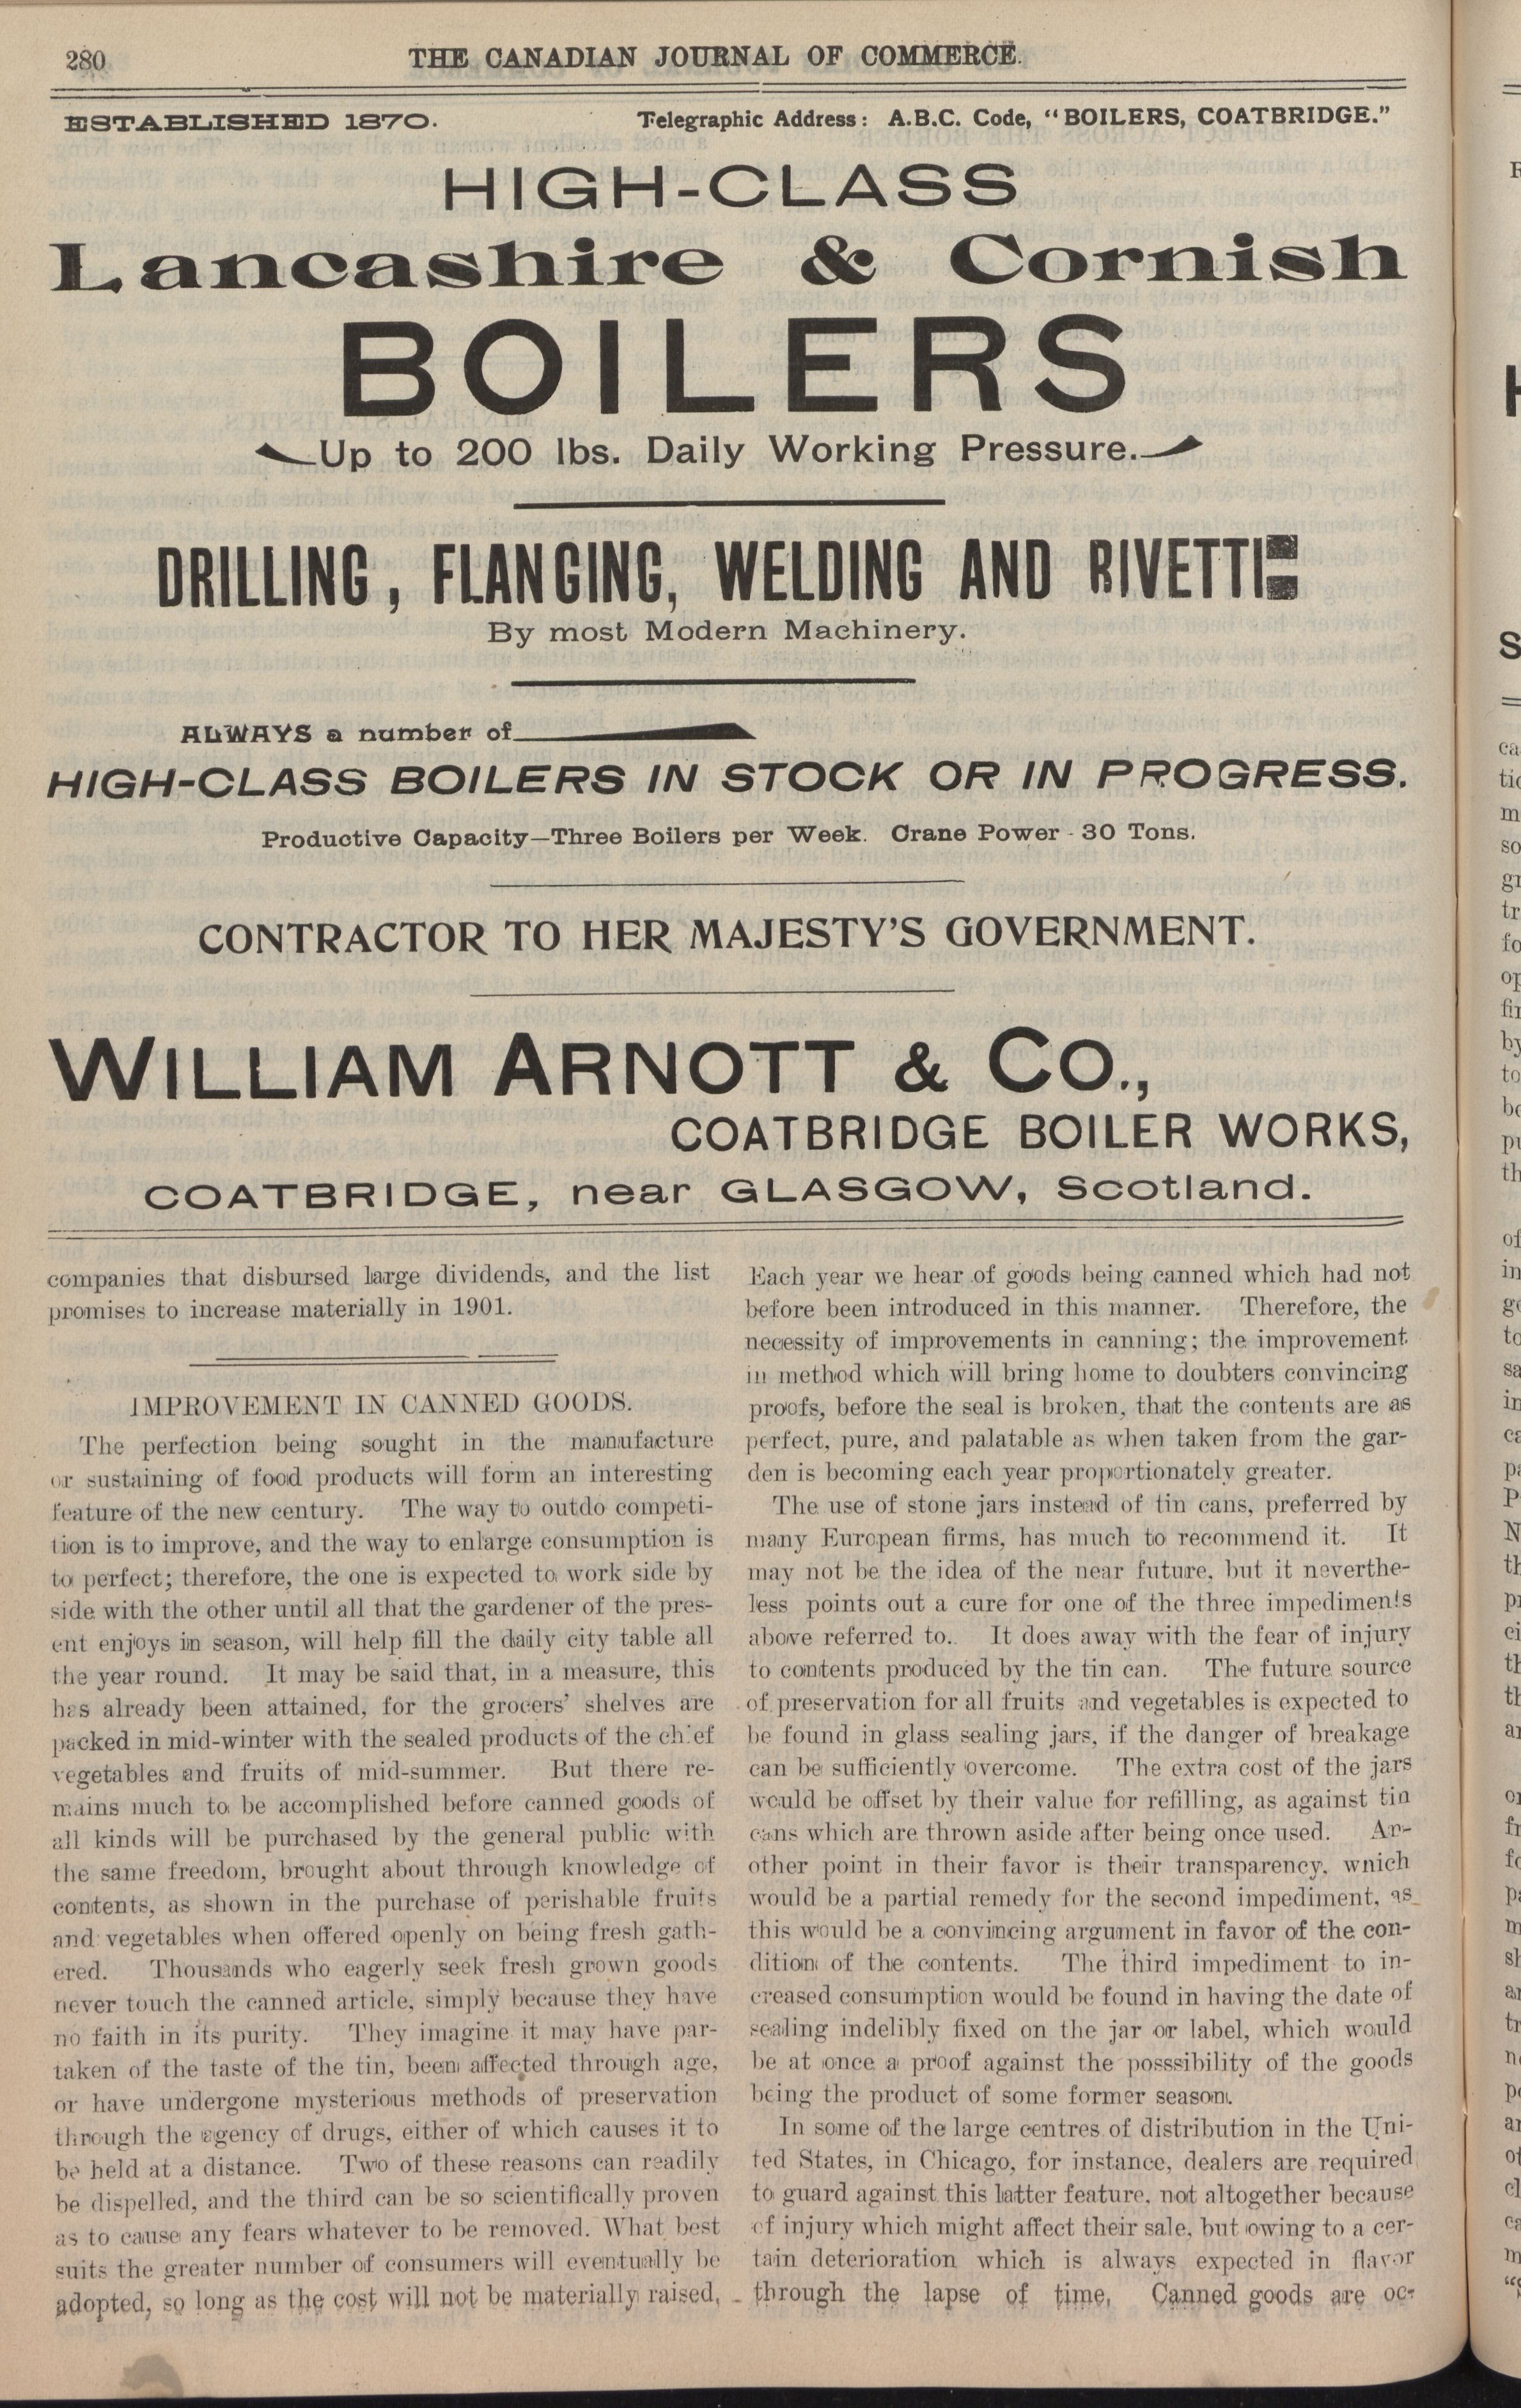 280
THE CANADIAN JOURNAL OF COMMERCE.
ESTABLISHED 1870.
Telegraphic Address: A.B.C. Code, "BOILERS, COATBRIDGE."
HIGH-CLASS
Lancashire & Cornish
BOILERS
Up to 200 lbs. Daily Working Pressure.
DRILLING, FLANGING, WELDING AND RIVETTI
By most Modern Machinery.
ALWAYS a number of
HIGH-CLASS BOILERS IN STOCK OR IN PROGRESS.
Productive Capacity—Three Boilers per Week. Crane Power - 30 Tons.
CONTRACTOR TO HER MAJESTY'S GOVERNMENT.
WILLIAM ARNOTT & CO.,
COATBRIDGE BOILER WORKS,
COATBRIDGE, near GLASGOW, Scotland.
companies that disbursed large dividends, and the list
promises to increase materially in 1901.
IMPROVEMENT IN CANNED GOODS.
The perfection being sought in the manufacture
or sustaining of food products will form an interesting
feature of the new century. The way to outdo competi-
tion is to improve, and the way to enlarge consumption is
to perfect; therefore, the one is expected to work side by
side with the other until all that the gardener of the pres-
ent enjoys in season, will help fill the daily city table all
the year round. It may be said that, in a measure, this
has already been attained, for the grocers' shelves are
packed in mid-winter with the sealed products of the chief
vegetables and fruits of mid-summer. But there re-
mains much to be accomplished before canned goods of
all kinds will be purchased by the general public with
the same freedom, brought about through knowledge of
contents, as shown in the purchase of perishable fruits
and vegetables when offered openly on being fresh gath-
ered. Thousands who eagerly seek fresh grown goods
never touch the canned article, simply because they have
no faith in its purity. They imagine it may have par-
taken of the taste of the tin, been affected through age,
or have undergone mysterious methods of preservation
through the agency of drugs, either of which causes it to
be held at a distance. Two of these reasons can readily
be dispelled, and the third can be so scientifically proven
as to cause any fears whatever to be removed. What best
suits the greater number of consumers will eventually be
adopted, so long as the cost will not be materially raised,
Each year we hear of goods being canned which had not
before been introduced in this manner. Therefore, the
necessity of improvements in canning; the improvement
in method which will bring home to doubters convincing
proofs, before the seal is broken, that the contents are as
perfect, pure, and palatable as when taken from the gar-
den is becoming each year proportionately greater.
The use of stone jars instead of tin cans, preferred by
many European firms, has much to recommend it. It
may not be the idea of the near future, but it neverthe-
less points out a cure for one of the three impediments
above referred to. It does away with the fear of injury
to contents produced by the tin can. The future source
of preservation for all fruits and vegetables is expected to
be found in glass sealing jars, if the danger of breakage
can be sufficiently overcome. The extra cost of the jars
would be offset by their value for refilling, as against tin
cans which are thrown aside after being once used. An-
other point in their favor is their transparency, wnich
would be a partial remedy for the second impediment, as
this would be a convincing argument in favor of the con-
dition of the contents. The third impediment to in-
creased consumption would be found in having the date of
sealing indelibly fixed on the jar or label, which would
be at once a proof against the posssibility of the goods
being the product of some former season.
In some of the large centres of distribution in the Uni-
ted States, in Chicago, for instance, dealers are required
to guard against this latter feature, not altogether because
of injury which might affect their sale, but owing to a cer-
tain deterioration which is always expected in flavor
through the lapse of time. Canned goods are oc-